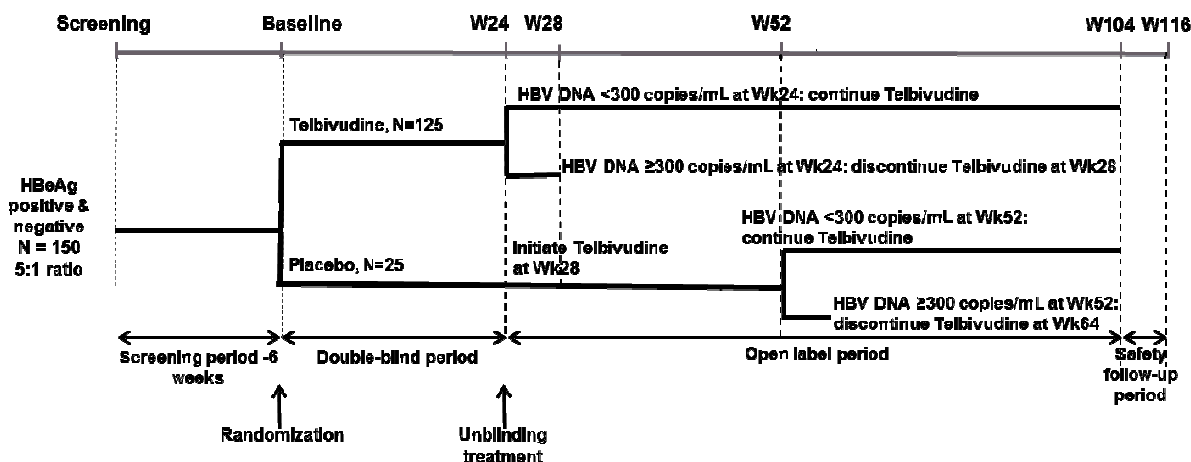 Screening Baseline W24 W28 W52 W104 W116
HBV DNA <300 copies/mL at Wk24: continue Telbivudine
Telbivudine, N=125
HBV DNA ≥300 copies/mL at Wk24: discontinue Telbivudine at Wk28
HBeAg
positive &
negative
N = 150
5:1 ratio
HBV DNA <300 copies/mL at Wk52:
continue Telbivudine
Initiate Telbivudine
at Wk28
Placebo, N=25
HBV DNA ≥300 copies/mL at Wk52:
discontinue Telbivudine at Wk64
Screening period -6
weeks
Double-blind period
Open label period
Safety
follow-up
period
Randomization
Unblinding
treatment